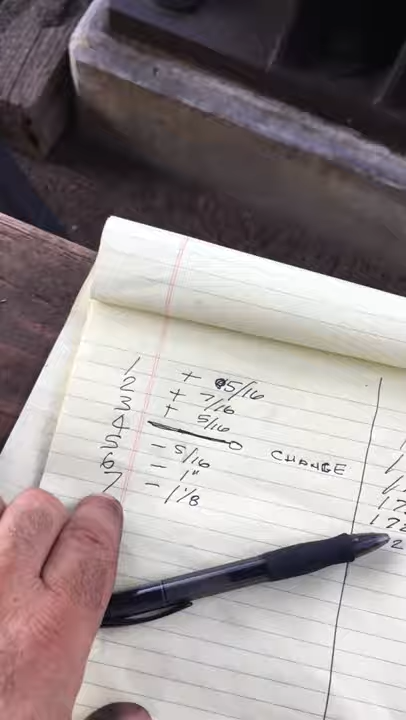 1 + 5/16
2 + 7/16
3 + 5/16
4 0 CHANGE
5 - 5/16
6 - 1"
7 - 1 1/8